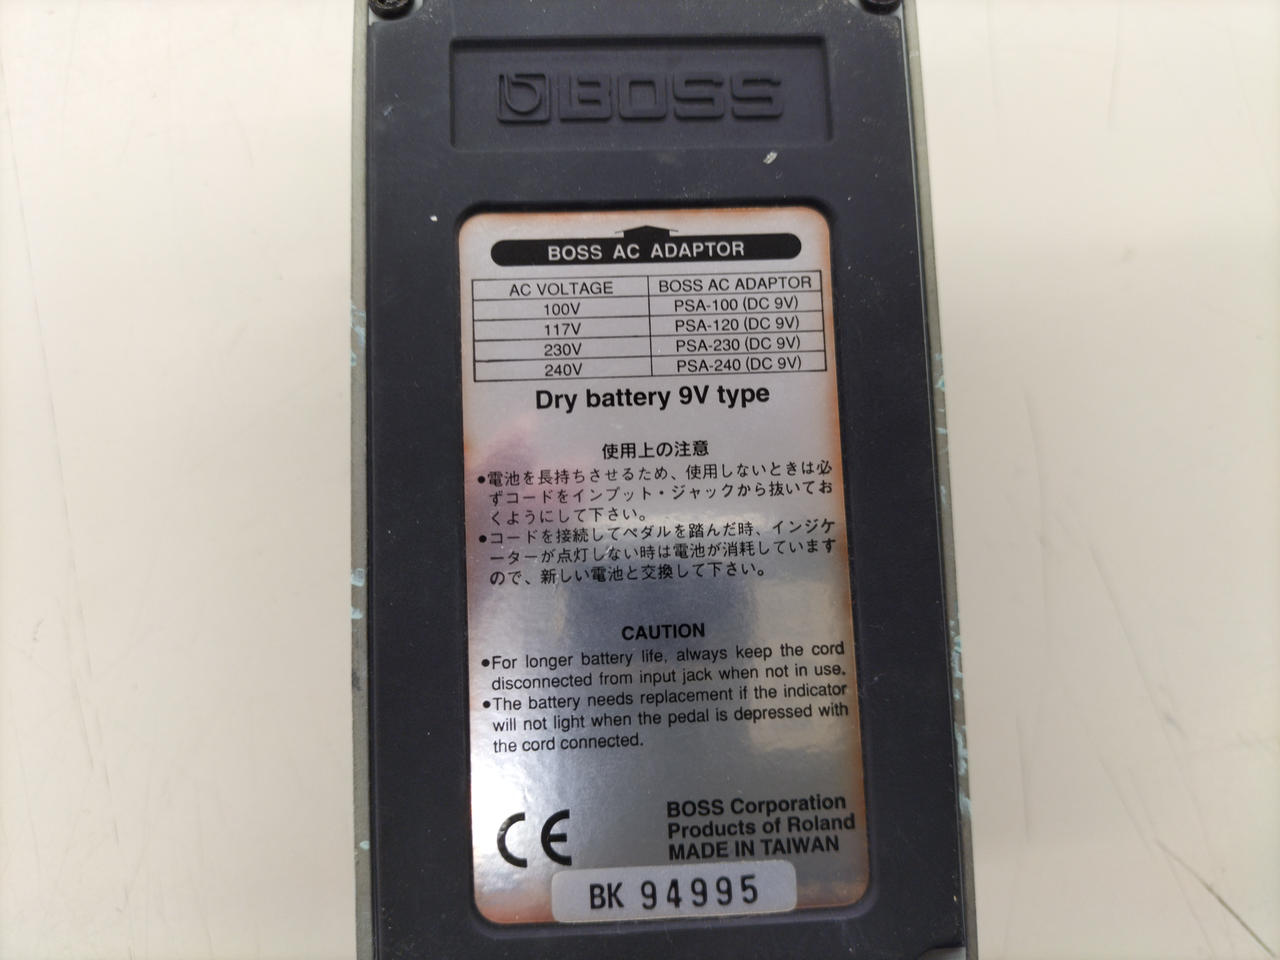 BOSS
BOSS AC ADAPTOR
AC VOLTAGE BOSS AC ADAPTOR
100V PSA-100 (DC 9V)
117V PSA-120 (DC 9V)
230V PSA-230 (DC 9V)
240V PSA-240 (DC 9V)
Dry battery 9V type
使用上の注意
●電池を長持ちさせるため、使用しないときは必
ずコードをインプット・ジャックから抜いてお
くようにして下さい。
●コードを接続してペダルを踏んだ時、インジケ
ーターが点灯しない時は電池が消耗しています
ので、新しい電池と交換して下さい。
CAUTION
●For longer battery life, always keep the cord
disconnected from input jack when not in use.
●The battery needs replacement if the indicator
will not light when the pedal is depressed with
the cord connected.
CE
BOSS Corporation
Products of Roland
MADE IN TAIWAN
BK 94995